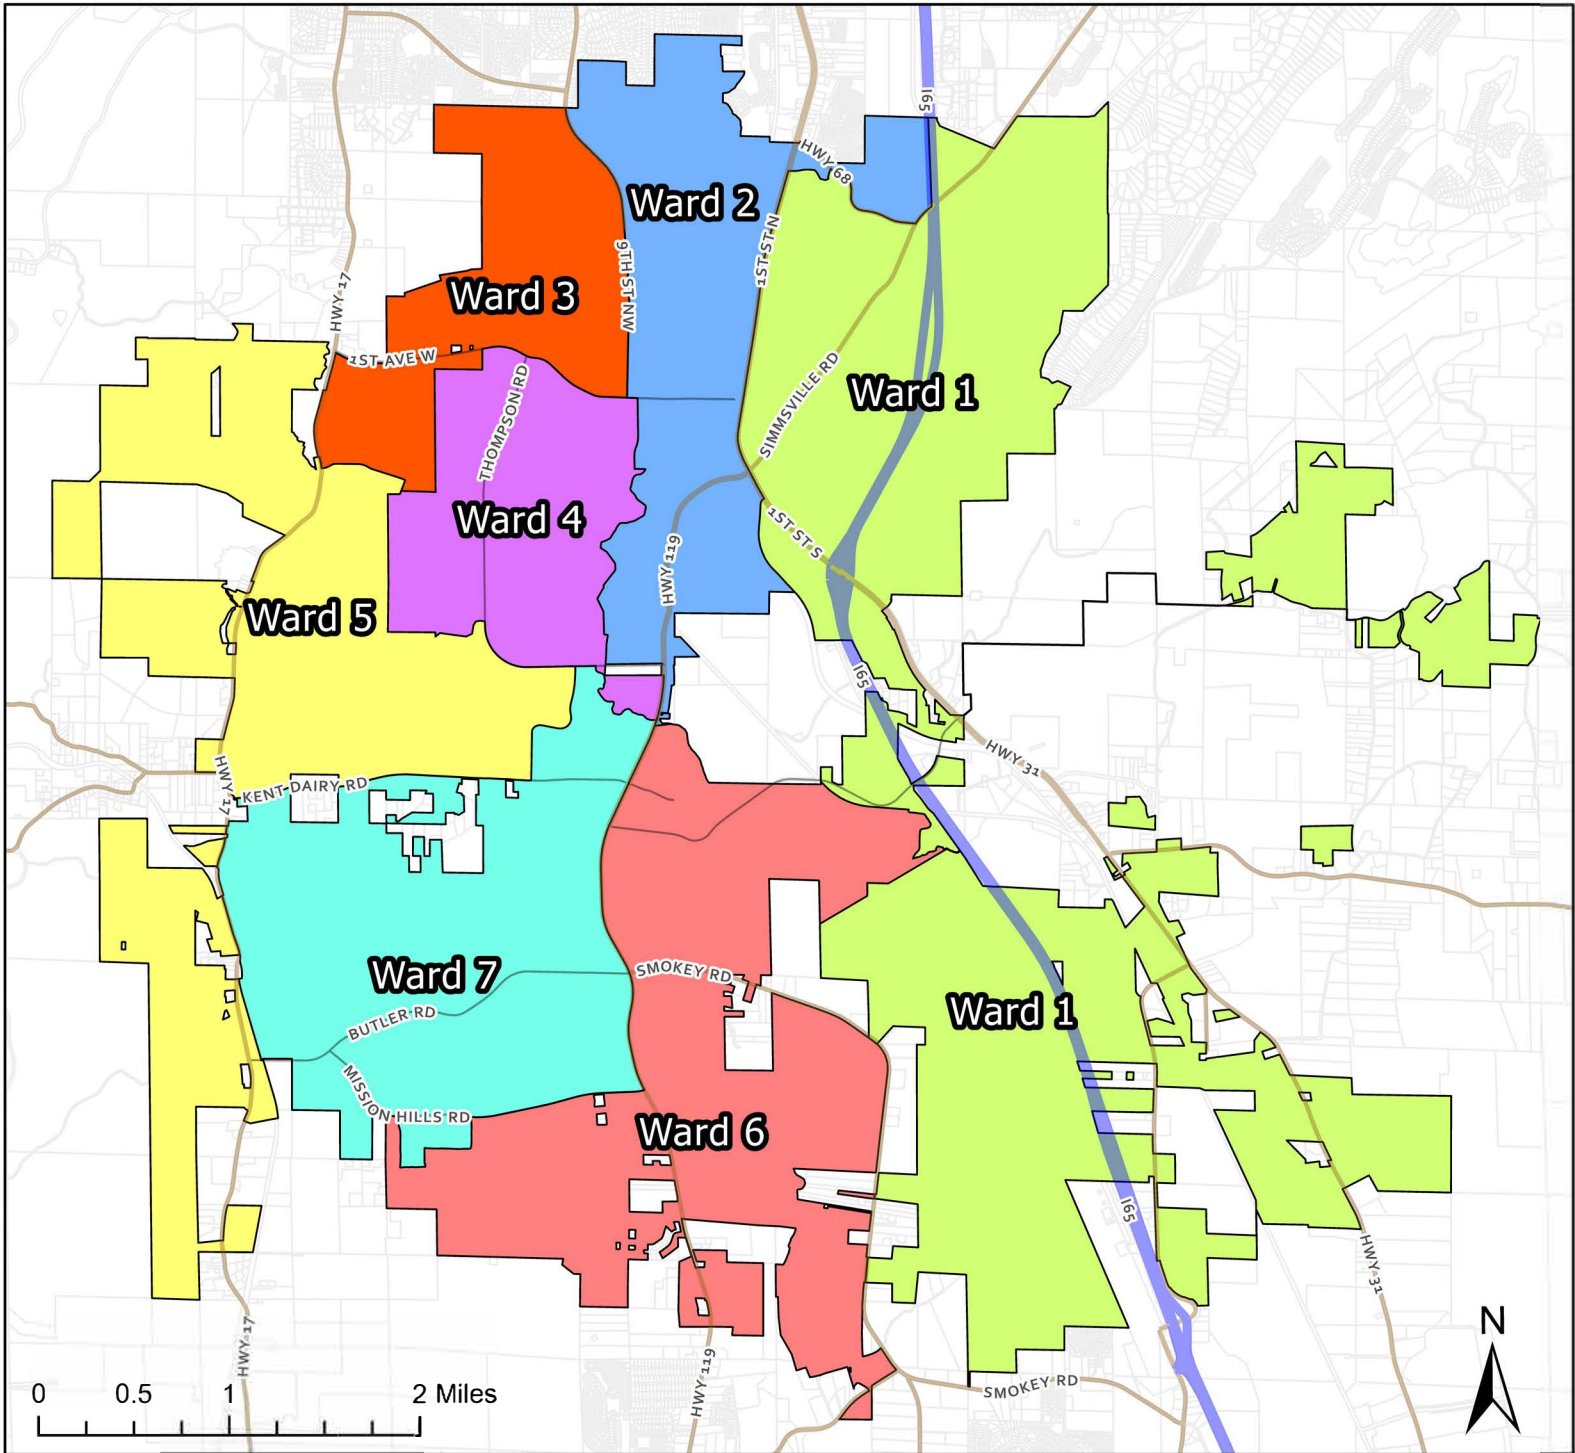 I65
HWY 68
Ward 2
1ST ST N
9TH ST NW
HWY 17
Ward 3
1ST AVE W
THOMPSON RD
SIMMSVILLE RD
Ward 1
Ward 4
1ST ST S
HWY 119
Ward 5
I65
HWY 31
HWY 17
KENT DAIRY RD
Ward 7
SMOKEY RD
BUTLER RD
Ward 1
MISSION HILLS RD
Ward 6
I65
HWY 31
HWY 17
HWY 119
SMOKEY RD
N
0 0.5 1 2 Miles